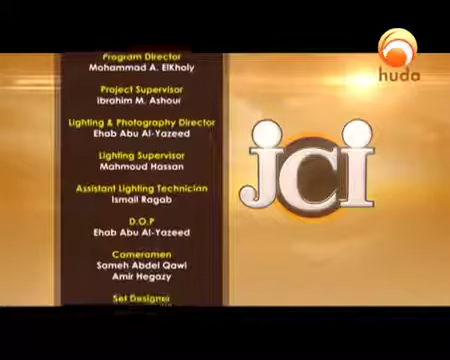 Program Director
Mohammad A. ElKholy
Project Supervisor
Ibrahim M. Ashour
Lighting & Photography Director
Ehab Abu Al-Yazeed
Lighting Supervisor
Mahmoud Hassan
Assistant Lighting Technician
Ismail Ragab
D.O.P
Ehab Abu Al-Yazeed
Cameramen
Sameh Abdel Qawi
Amir Hegazy
Set Designer
jci
huda